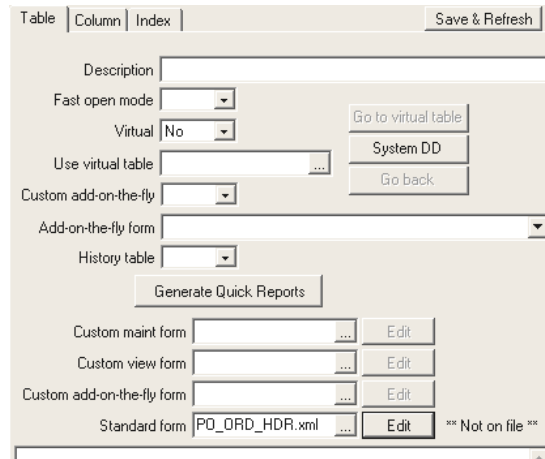 Table Column Index Save & Refresh
Description
Fast open mode
Go to virtual table
Virtual No
System DD
Use virtual table ...
Go back
Custom add-on-the-fly
Add-on-the-fly form
History table
Generate Quick Reports
Custom maint form ... Edit
Custom view form ... Edit
Custom add-on-the-fly form ... Edit
Standard form PO_ORD_HDR.xml ... Edit ** Not on file **